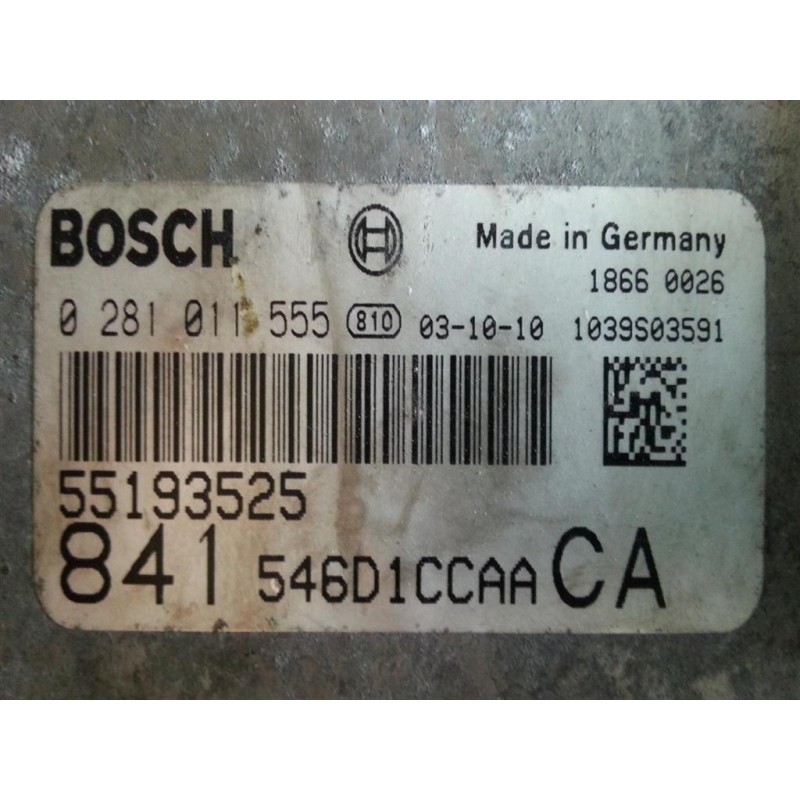 BOSCH Made in Germany
1866 0026
0 281 011 555 810 03-10-10 1039S03591
55193525
841 546D1CCAA CA